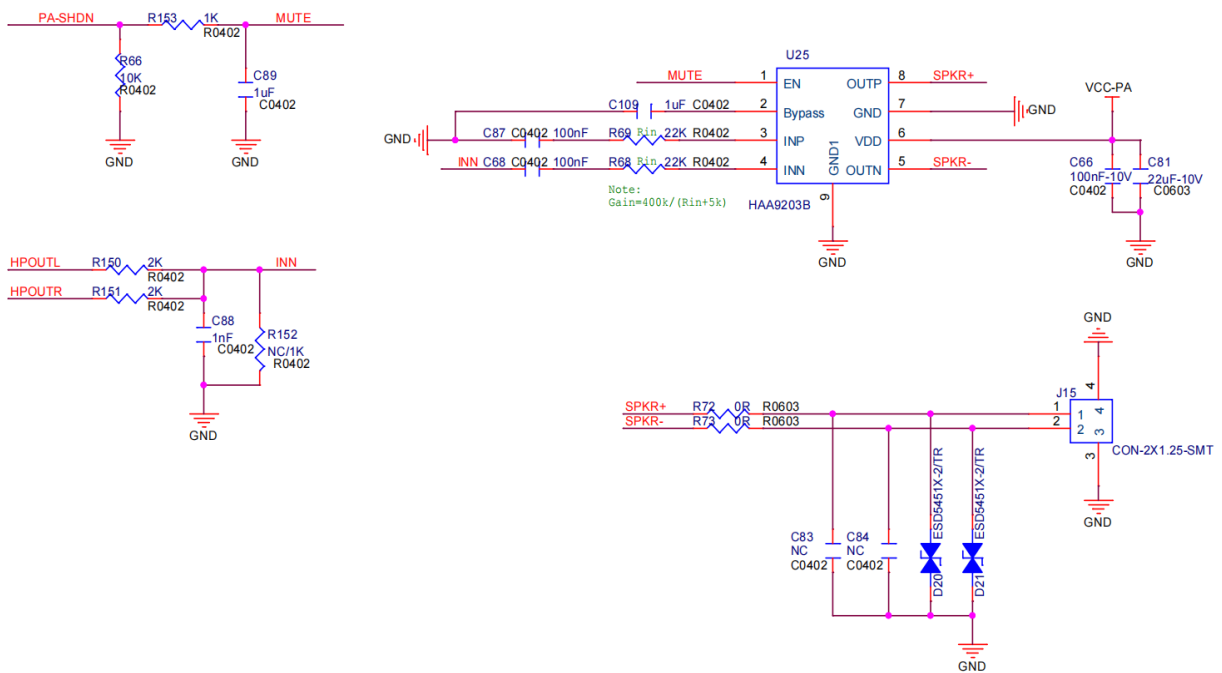 PA-SHDN R153 1K MUTE
R0402
R66
10K
R0402
C89
1uF
C0402
GND GND
U25
MUTE 1 EN OUTP 8 SPKR+
C109 1uF C0402 2 Bypass GND 7 GND
VCC-PA
GND C87 C0402 100nF R69 Rin 22K R0402 3 INP VDD 6
INN C68 C0402 100nF R68 Rin 22K R0402 4 INN GND1 OUTN 5 SPKR-
Note:
Gain=400k/(Rin+5k)
HAA9203B
9
GND
C66 C81
100nF-10V 22uF-10V
C0402 C0603
GND
HPOUTL R150 2K INN
R0402
HPOUTR R151 2K
R0402
C88
1nF
C0402
R152
NC/1K
R0402
GND
GND
4
J15
SPKR+ R72 0R R0603 1 1 4
SPKR- R73 0R R0603 2 2 3
CON-2X1.25-SMT
3
GND
C83 C84
NC NC
C0402 C0402
ESD5451X-2/TR
D20
ESD5451X-2/TR
D21
GND